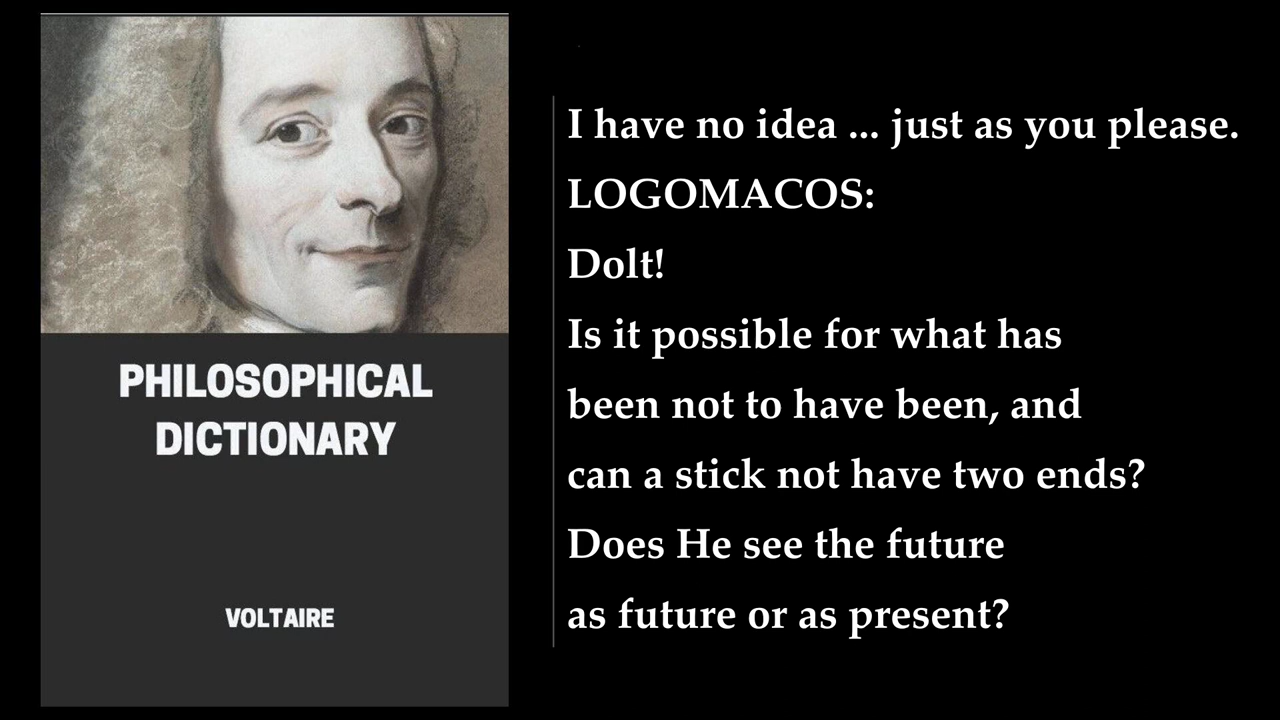 PHILOSOPHICAL
DICTIONARY
VOLTAIRE
I have no idea ... just as you please.
LOGOMACOS:
Dolt!
Is it possible for what has
been not to have been, and
can a stick not have two ends?
Does He see the future
as future or as present?